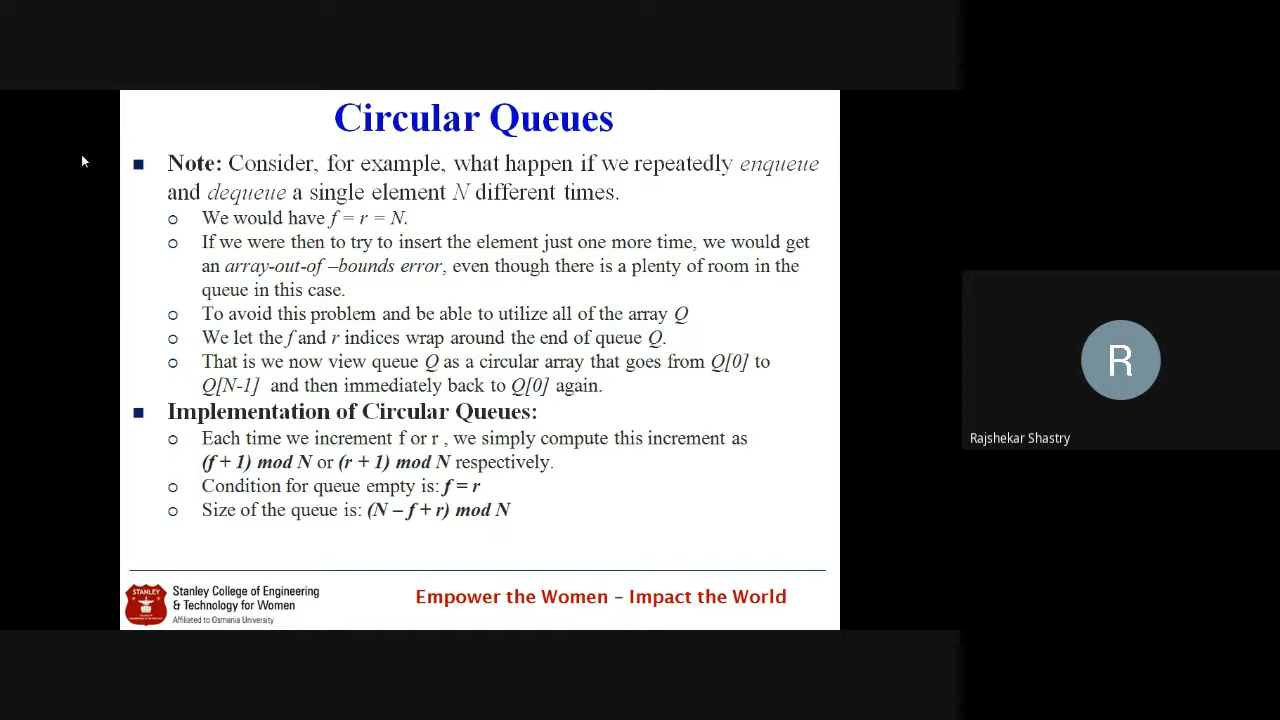 Circular Queues
Note: Consider, for example, what happen if we repeatedly enqueue
and dequeue a single element N different times.
We would have f = r = N.
If we were then to try to insert the element just one more time, we would get
an array-out-of –bounds error, even though there is a plenty of room in the
queue in this case.
To avoid this problem and be able to utilize all of the array Q
We let the f and r indices wrap around the end of queue Q.
That is we now view queue Q as a circular array that goes from Q[0] to
Q[N-1] and then immediately back to Q[0] again.
Implementation of Circular Queues:
Each time we increment f or r , we simply compute this increment as
(f + 1) mod N or (r + 1) mod N respectively.
Condition for queue empty is: f = r
Size of the queue is: (N – f + r) mod N
STANLEY
Stanley College of Engineering
& Technology for Women
Affiliated to Osmania University
Empower the Women – Impact the World
R
Rajshekar Shastry